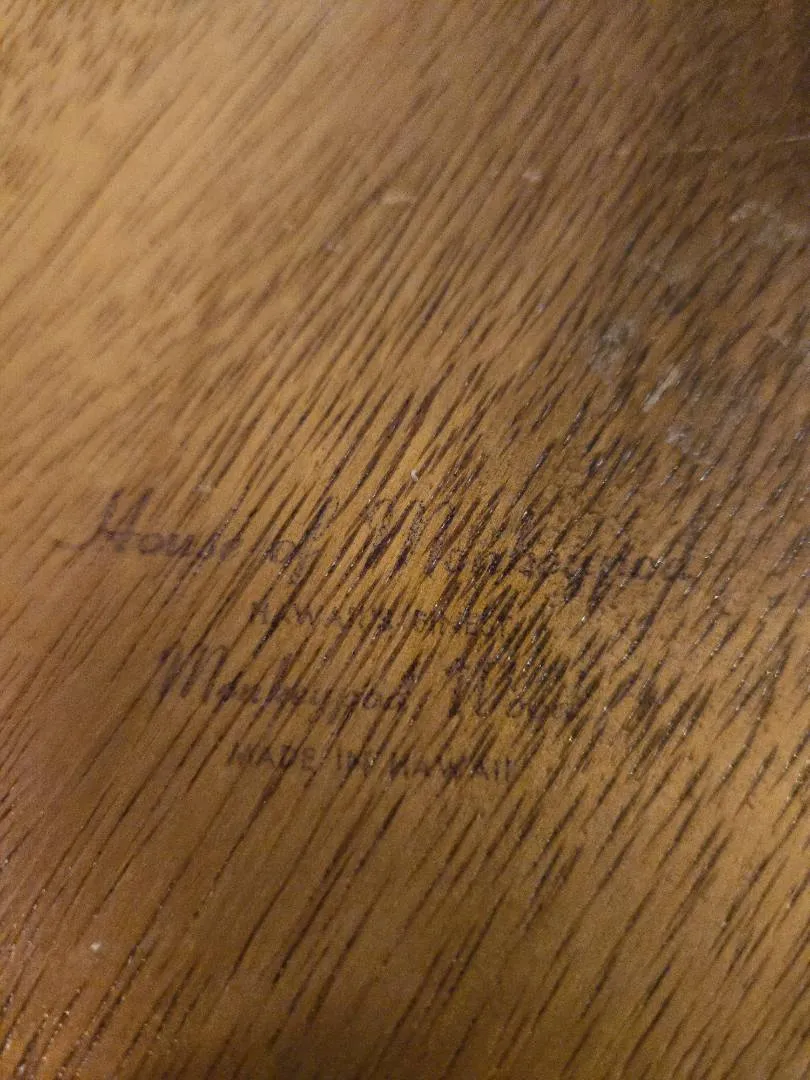 House of Monkeypod
HAWAII'S FINEST
Monkeypod Wood
MADE IN HAWAII